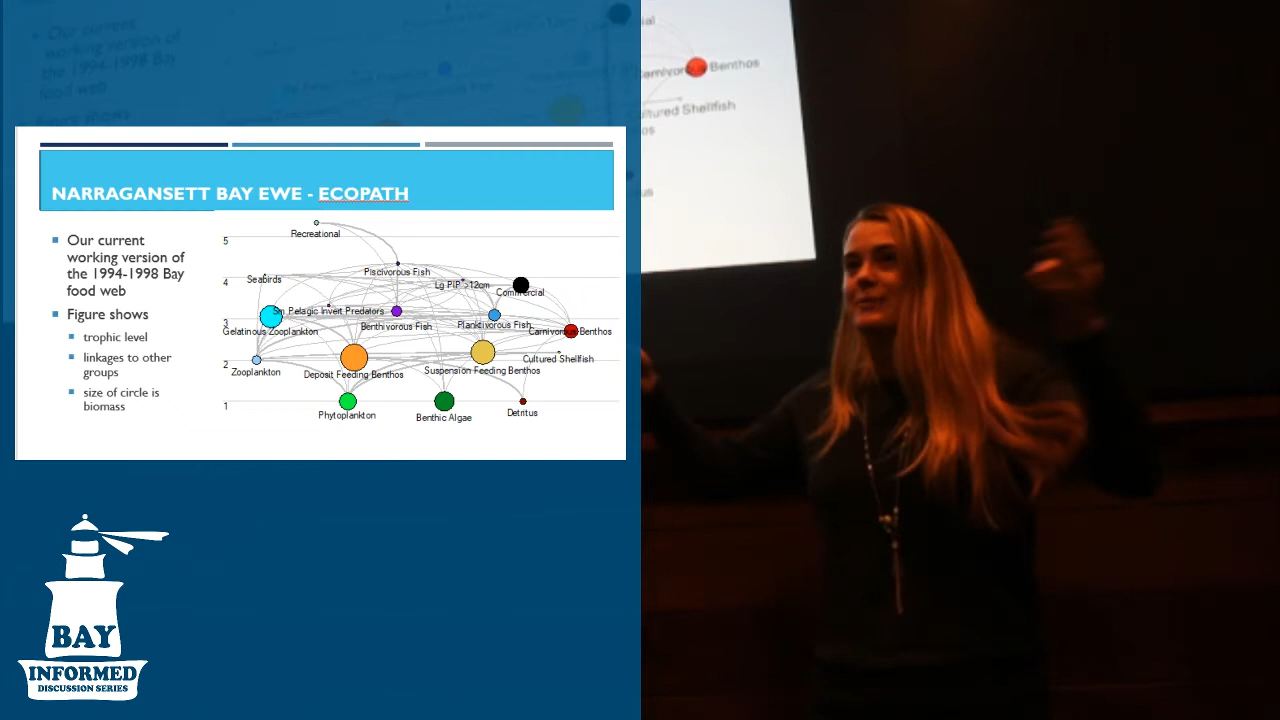 Our current
working version of
the 1994-1998 Bay
food web
NARRAGANSETT BAY EWE - ECOPATH
Our current
working version of
the 1994-1998 Bay
food web
Figure shows
trophic level
linkages to other
groups
size of circle is
biomass
5
4
3
2
1
Recreational
Seabirds
Piscivorous Fish
Lg PIP >12cm
Commercial
Sm Pelagic Invert Predators
Gelatinous Zooplankton
Benthivorous Fish
Planktivorous Fish
Carnivorous Benthos
Cultured Shellfish
Zooplankton
Deposit Feeding Benthos
Suspension Feeding Benthos
Phytoplankton
Benthic Algae
Detritus
Carnivorous Benthos
Cultured Shellfish
BAY
INFORMED
DISCUSSION SERIES